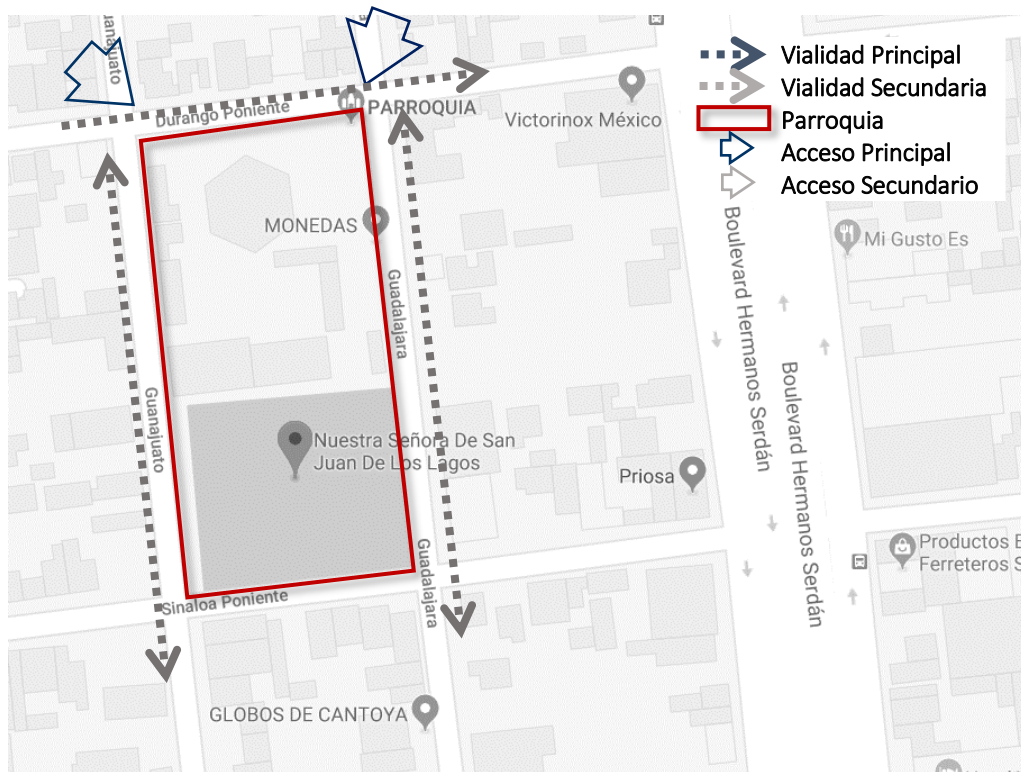 Guanajuato
Vialidad Principal
Vialidad Secundaria
Parroquia
Acceso Principal
Acceso Secundario
Durango Poniente
PARROQUIA
Victorinox México
MONEDAS
Mi Gusto Es
Guadalajara
Boulevard Hermanos Serdán
Boulevard Hermanos Serdán
Guanajuato
Nuestra Señora De San
Juan De Los Lagos
Priosa
Guadalajara
Productos E
Ferreteros S
Sinaloa Poniente
GLOBOS DE CANTOYA